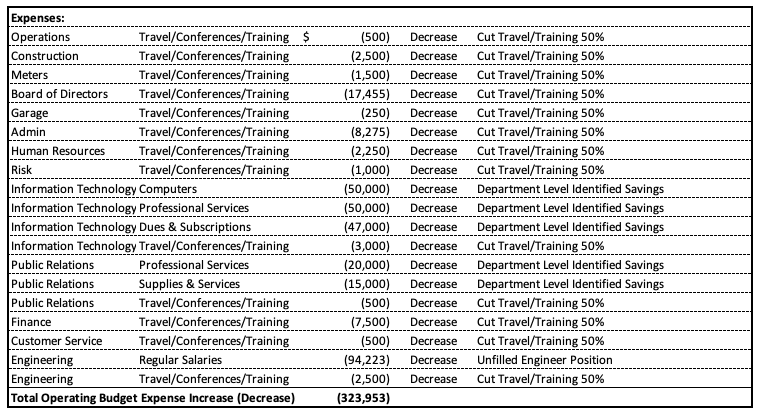 Expenses:
Operations Travel/Conferences/Training $ (500) Decrease Cut Travel/Training 50%
Construction Travel/Conferences/Training (2,500) Decrease Cut Travel/Training 50%
Meters Travel/Conferences/Training (1,500) Decrease Cut Travel/Training 50%
Board of Directors Travel/Conferences/Training (17,455) Decrease Cut Travel/Training 50%
Garage Travel/Conferences/Training (250) Decrease Cut Travel/Training 50%
Admin Travel/Conferences/Training (8,275) Decrease Cut Travel/Training 50%
Human Resources Travel/Conferences/Training (2,250) Decrease Cut Travel/Training 50%
Risk Travel/Conferences/Training (1,000) Decrease Cut Travel/Training 50%
Information Technology Computers (50,000) Decrease Department Level Identified Savings
Information Technology Professional Services (50,000) Decrease Department Level Identified Savings
Information Technology Dues & Subscriptions (47,000) Decrease Department Level Identified Savings
Information Technology Travel/Conferences/Training (3,000) Decrease Cut Travel/Training 50%
Public Relations Professional Services (20,000) Decrease Department Level Identified Savings
Public Relations Supplies & Services (15,000) Decrease Department Level Identified Savings
Public Relations Travel/Conferences/Training (500) Decrease Cut Travel/Training 50%
Finance Travel/Conferences/Training (7,500) Decrease Cut Travel/Training 50%
Customer Service Travel/Conferences/Training (500) Decrease Cut Travel/Training 50%
Engineering Regular Salaries (94,223) Decrease Unfilled Engineer Position
Engineering Travel/Conferences/Training (2,500) Decrease Cut Travel/Training 50%
Total Operating Budget Expense Increase (Decrease) (323,953)